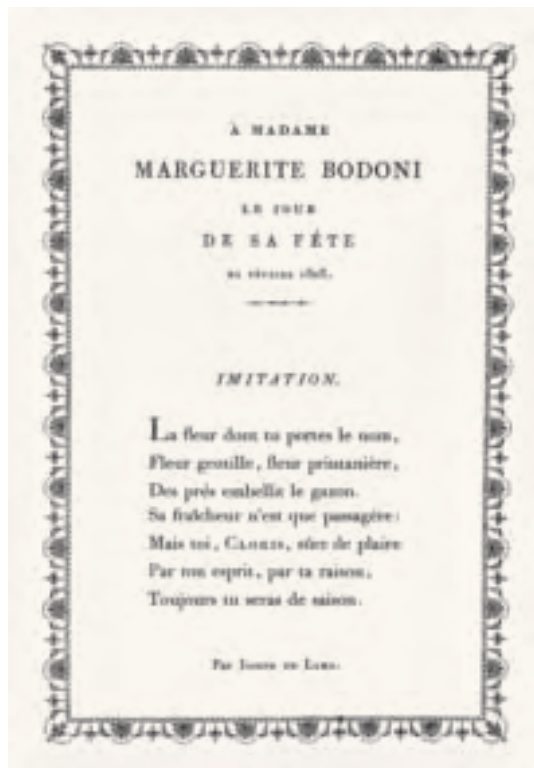 À MADAME
MARGUERITE BODONI
LE JOUR
DE SA FÉTE
FÉVRIER
IMITATION.
La fleur dont tu portes le nom,
Fleur gentille, fleur printanière,
Des prés embellit le gazon.
Sa fraîcheur n'est que passagère:
Mais toi, CLORIS, sûre de plaire
Par ton esprit, par ta raison,
Toujours tu seras de saison.
Par JOSEPH DE LAMA.